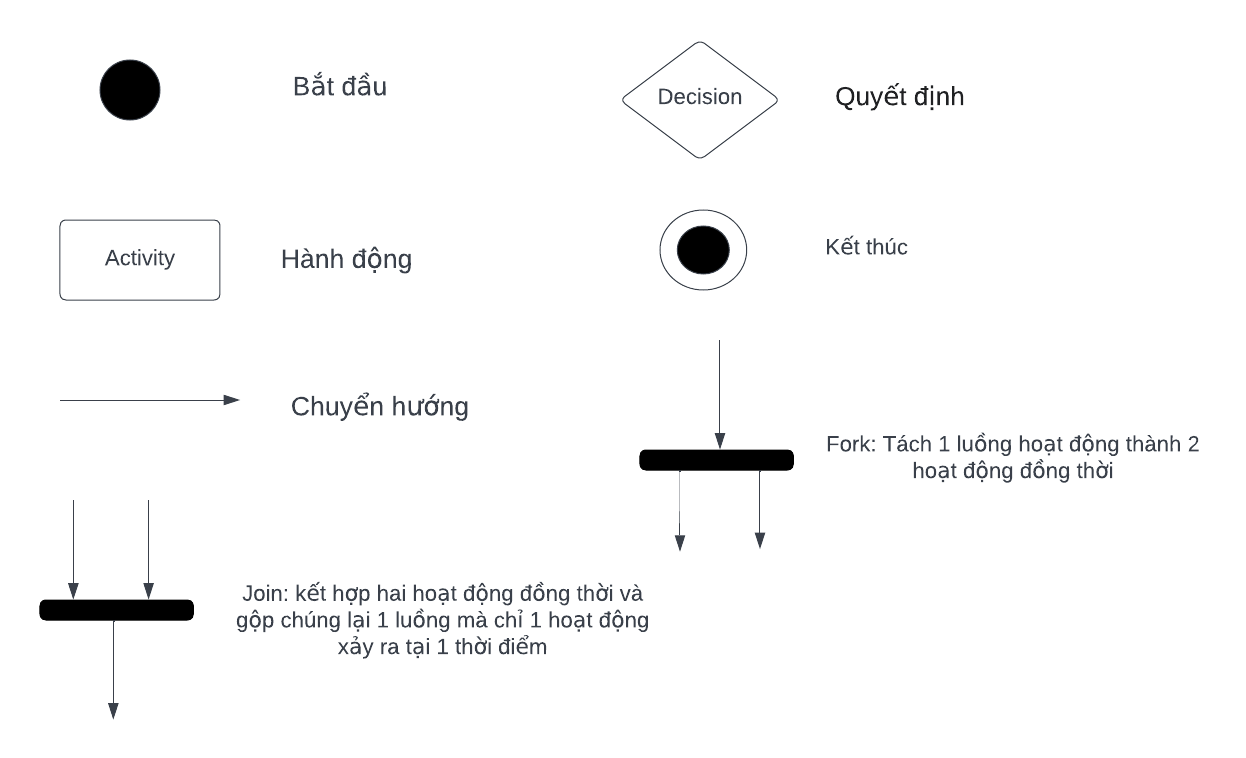 Bắt đầu
Decision
Quyết định
Activity
Hành động
Kết thúc
Chuyển hướng
Fork: Tách 1 luồng hoạt động thành 2
hoạt động đồng thời
Join: kết hợp hai hoạt động đồng thời và
gộp chúng lại 1 luồng mà chỉ 1 hoạt động
xảy ra tại 1 thời điểm